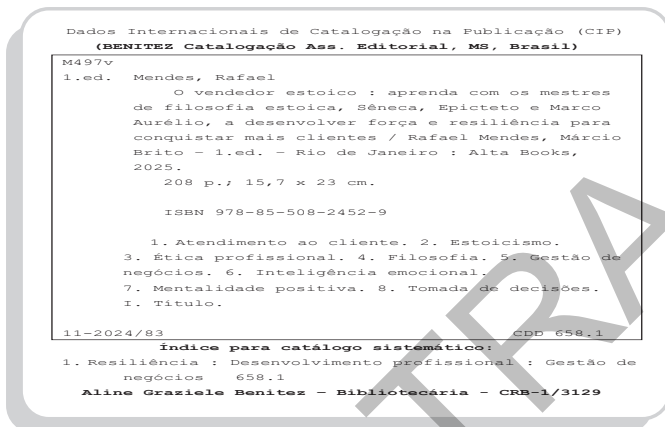 Dados Internacionais de Catalogação na Publicação (CIP)
(BENITEZ Catalogação Ass. Editorial, MS, Brasil)
M497v
1.ed. Mendes, Rafael
O vendedor estoico : aprenda com os mestres
de filosofia estoica, Sêneca, Epicteto e Marco
Aurélio, a desenvolver força e resiliência para
conquistar mais clientes / Rafael Mendes, Márcio
Brito – 1.ed. – Rio de Janeiro : Alta Books,
2025.
208 p.; 15,7 x 23 cm.
ISBN 978-85-508-2452-9
1. Atendimento ao cliente. 2. Estoicismo.
3. Ética profissional. 4. Filosofia. 5. Gestão de
negócios. 6. Inteligência emocional.
7. Mentalidade positiva. 8. Tomada de decisões.
I. Título.
11-2024/83 CDD 658.1
Índice para catálogo sistemático:
1. Resiliência : Desenvolvimento profissional : Gestão de
negócios 658.1
Aline Graziele Benitez – Bibliotecária - CRB-1/3129
TRA